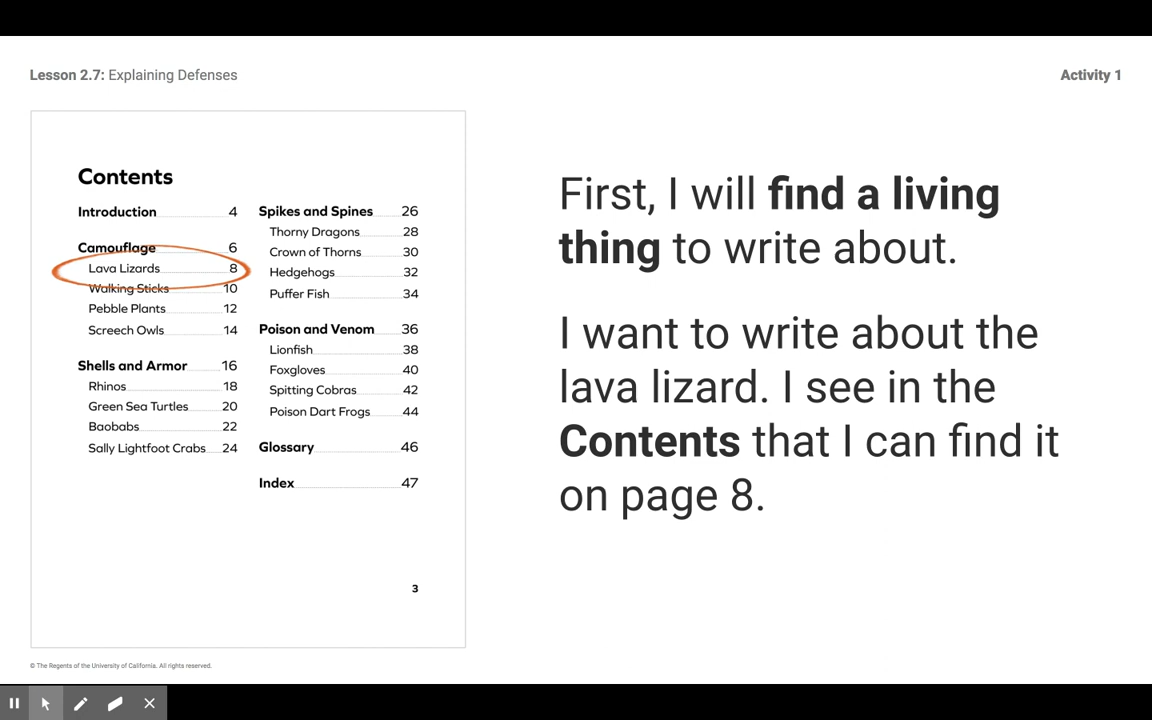 Lesson 2.7: Explaining Defenses
Activity 1
Contents
Introduction 4
Camouflage 6
Lava Lizards 8
Walking Sticks 10
Pebble Plants 12
Screech Owls 14
Shells and Armor 16
Rhinos 18
Green Sea Turtles 20
Baobabs 22
Sally Lightfoot Crabs 24
Spikes and Spines 26
Thorny Dragons 28
Crown of Thorns 30
Hedgehogs 32
Puffer Fish 34
Poison and Venom 36
Lionfish 38
Foxgloves 40
Spitting Cobras 42
Poison Dart Frogs 44
Glossary 46
Index 47
3
First, I will find a living
thing to write about.
I want to write about the
lava lizard. I see in the
Contents that I can find it
on page 8.
© The Regents of the University of California. All rights reserved.